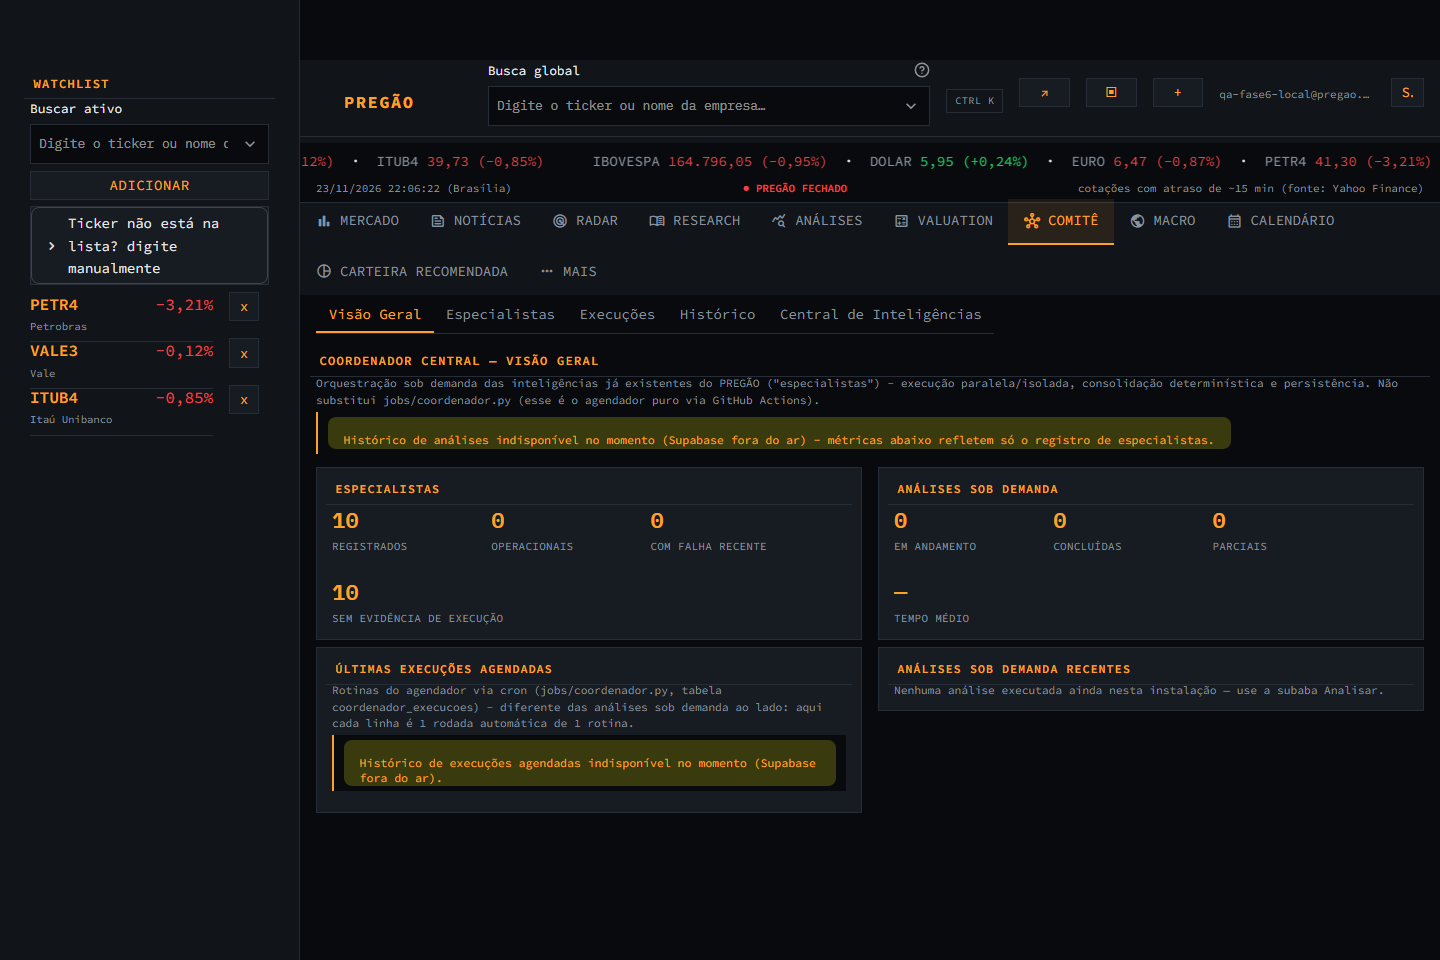 WATCHLIST
Buscar ativo
Digite o ticker ou nome d
ADICIONAR
Ticker não está na
lista? digite
manualmente
PETR4 -3,21% x
Petrobras
VALE3 -0,12% x
Vale
ITUB4 -0,85% x
Itaú Unibanco
PREGÃO
Busca global
Digite o ticker ou nome da empresa…
CTRL K
+
qa-fase6-local@pregao.…
S.
12%) • ITUB4 39,73 (-0,85%) IBOVESPA 164.796,05 (-0,95%) • DOLAR 5,95 (+0,24%) • EURO 6,47 (-0,87%) • PETR4 41,30 (-3,21%)
23/11/2026 22:06:22 (Brasília)
● PREGÃO FECHADO
cotações com atraso de ~15 min (fonte: Yahoo Finance)
MERCADO
NOTÍCIAS
RADAR
RESEARCH
ANÁLISES
VALUATION
COMITÊ
MACRO
CALENDÁRIO
CARTEIRA RECOMENDADA
MAIS
Visão Geral
Especialistas
Execuções
Histórico
Central de Inteligências
COORDENADOR CENTRAL — VISÃO GERAL
Orquestração sob demanda das inteligências já existentes do PREGÃO ("especialistas") - execução paralela/isolada, consolidação determinística e persistência. Não
substitui jobs/coordenador.py (esse é o agendador puro via GitHub Actions).
Histórico de análises indisponível no momento (Supabase fora do ar) - métricas abaixo refletem só o registro de especialistas.
ESPECIALISTAS
10
REGISTRADOS
0
OPERACIONAIS
0
COM FALHA RECENTE
10
SEM EVIDÊNCIA DE EXECUÇÃO
ANÁLISES SOB DEMANDA
0
EM ANDAMENTO
0
CONCLUÍDAS
0
PARCIAIS
—
TEMPO MÉDIO
ÚLTIMAS EXECUÇÕES AGENDADAS
Rotinas do agendador via cron (jobs/coordenador.py, tabela
coordenador_execucoes) - diferente das análises sob demanda ao lado: aqui
cada linha é 1 rodada automática de 1 rotina.
Histórico de execuções agendadas indisponível no momento (Supabase
fora do ar).
ANÁLISES SOB DEMANDA RECENTES
Nenhuma análise executada ainda nesta instalação — use a subaba Analisar.